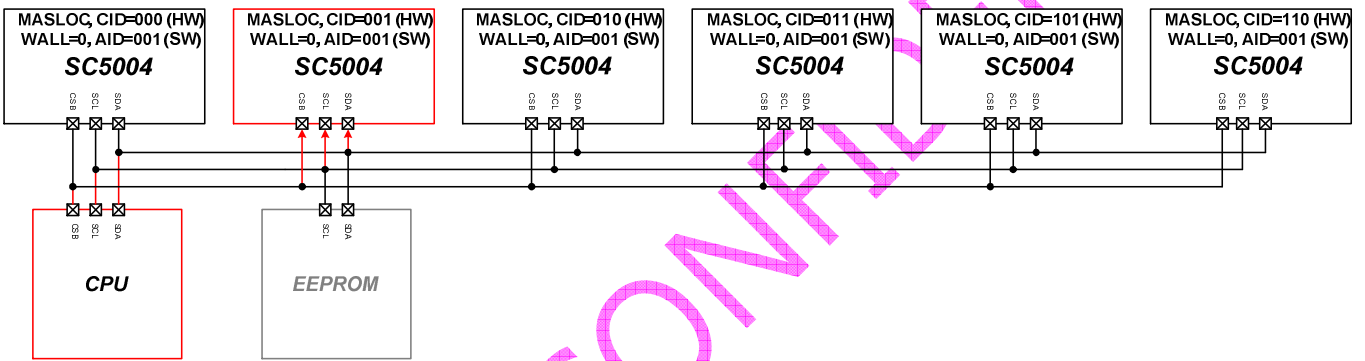 MASLOC, CID=000 (HW)
WALL=0, AID=001 (SW)
SC5004
CSB
SCL
SDA
MASLOC, CID=001 (HW)
WALL=0, AID=001 (SW)
SC5004
CSB
SCL
SDA
MASLOC, CID=010 (HW)
WALL=0, AID=001 (SW)
SC5004
CSB
SCL
SDA
MASLOC, CID=011 (HW)
WALL=0, AID=001 (SW)
SC5004
CSB
SCL
SDA
MASLOC, CID=101 (HW)
WALL=0, AID=001 (SW)
SC5004
CSB
SCL
SDA
MASLOC, CID=110 (HW)
WALL=0, AID=001 (SW)
SC5004
CSB
SCL
SDA
CSB
SCL
SDA
CPU
SCL
SDA
EEPROM